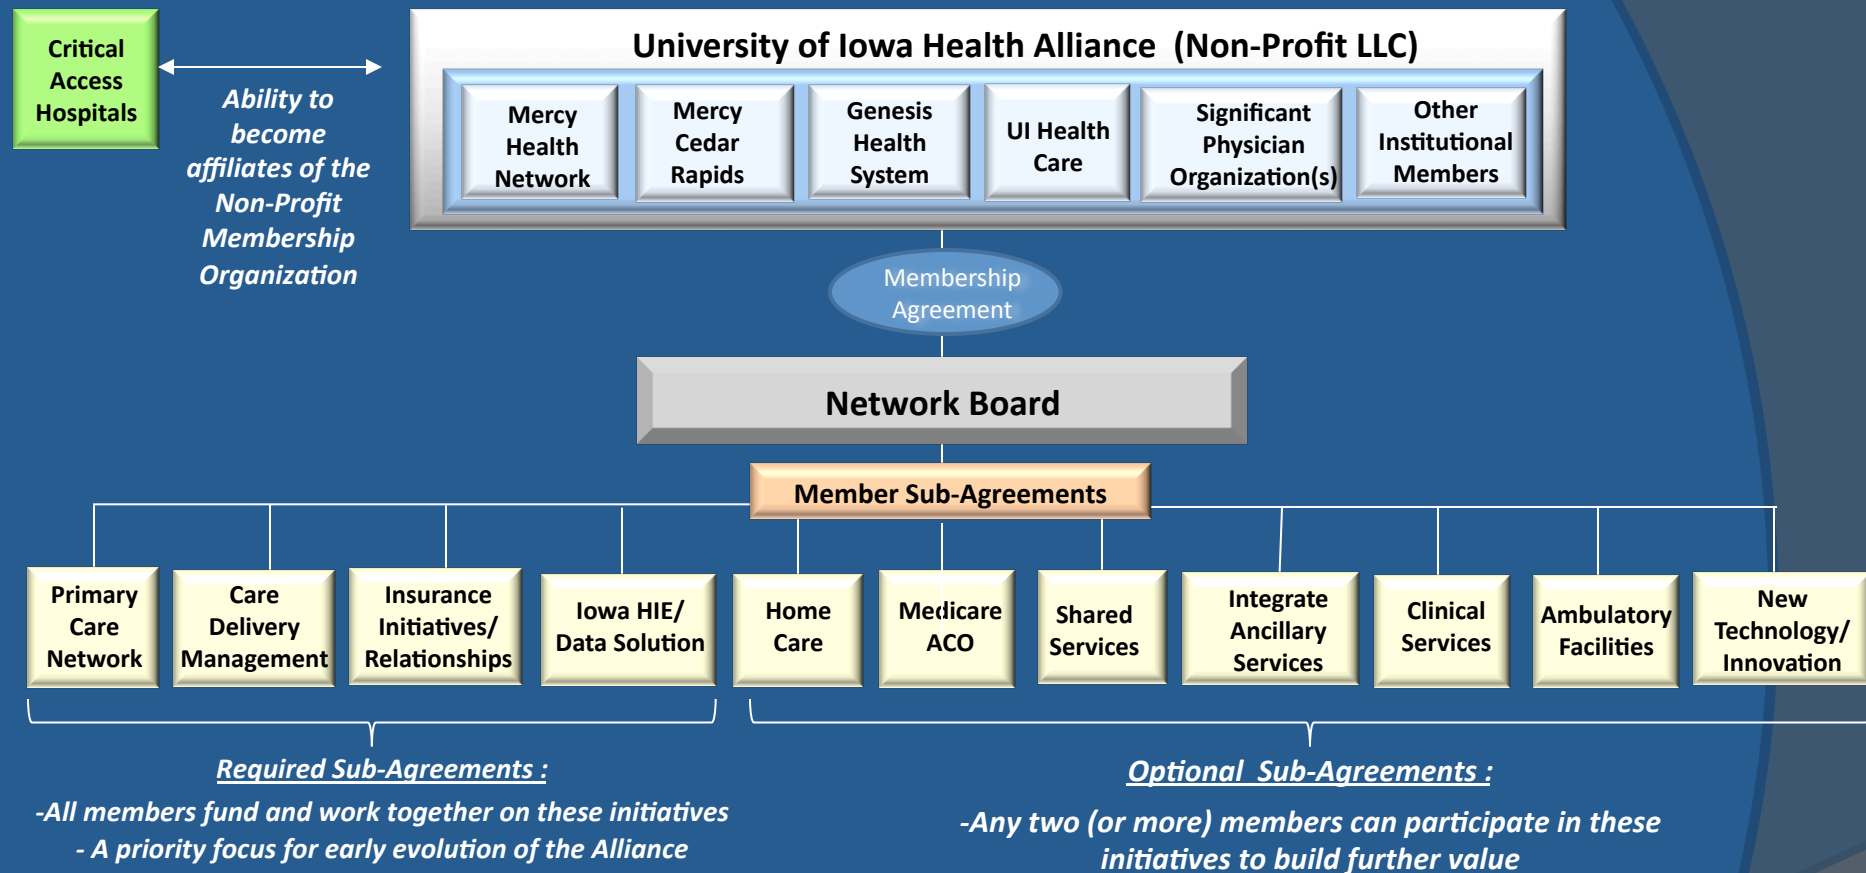 Critical
Access
Hospitals
Ability to
become
affiliates of the
Non-Profit
Membership
Organization
University of Iowa Health Alliance  (Non-Profit LLC)
Mercy
Health
Network
Mercy
Cedar
Rapids
Genesis
Health
System
UI Health
Care
Significant
Physician
Organization(s)
Other
Institutional
Members
Membership
Agreement
Network Board
Member Sub-Agreements
Primary
Care
Network
Care
Delivery
Management
Insurance
Initiatives/
Relationships
Iowa HIE/
Data Solution
Home
Care
Medicare
ACO
Shared
Services
Integrate
Ancillary
Services
Clinical
Services
Ambulatory
Facilities
New
Technology/
Innovation
Required Sub-Agreements :
-All members fund and work together on these initiatives
- A priority focus for early evolution of the Alliance
Optional  Sub-Agreements :
-Any two (or more) members can participate in these
initiatives to build further value